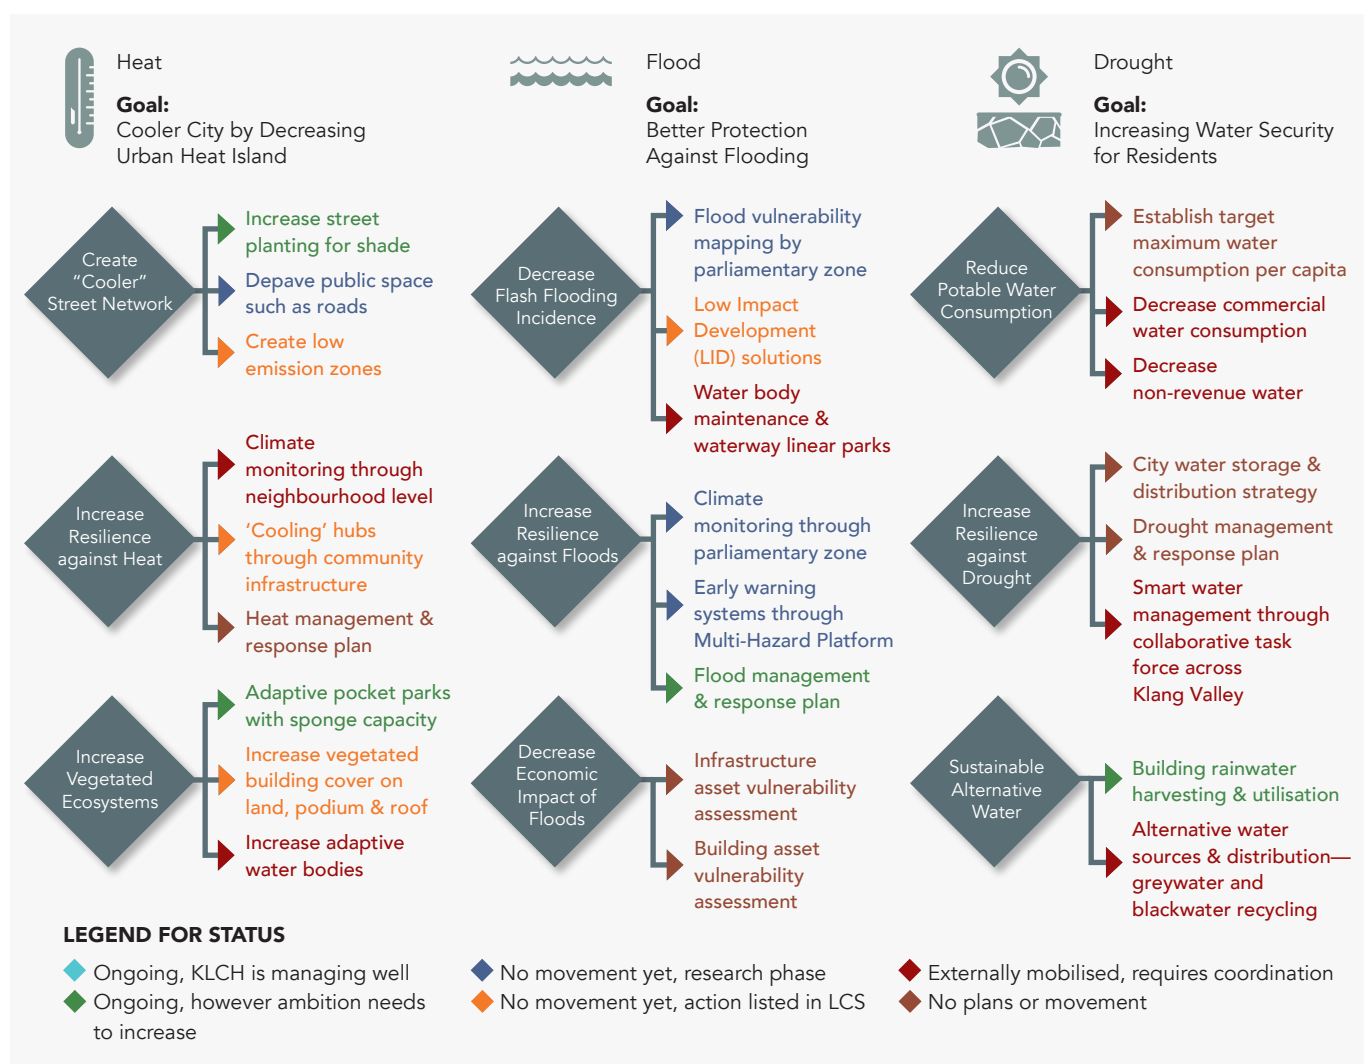 Heat
Goal:
Cooler City by Decreasing
Urban Heat Island
Create
“Cooler”
Street Network
Increase street
planting for shade
Depave public space
such as roads
Create low
emission zones
Increase
Resilience
against Heat
Climate
monitoring through
neighbourhood level
‘Cooling’ hubs
through community
infrastructure
Heat management &
response plan
Increase
Vegetated
Ecosystems
Adaptive pocket parks
with sponge capacity
Increase vegetated
building cover on
land, podium & roof
Increase adaptive
water bodies
Flood
Goal:
Better Protection
Against Flooding
Decrease
Flash Flooding
Incidence
Flood vulnerability
mapping by
parliamentary zone
Low Impact
Development
(LID) solutions
Water body
maintenance &
waterway linear parks
Increase
Resilience
against Floods
Climate
monitoring through
parliamentary zone
Early warning
systems through
Multi-Hazard Platform
Flood management
& response plan
Decrease
Economic
Impact of
Floods
Infrastructure
asset vulnerability
assessment
Building asset
vulnerability
assessment
Drought
Goal:
Increasing Water Security
for Residents
Reduce
Potable Water
Consumption
Establish target
maximum water
consumption per capita
Decrease commercial
water consumption
Decrease
non-revenue water
Increase
Resilience
against
Drought
City water storage &
distribution strategy
Drought management
& response plan
Smart water
management through
collaborative task
force across
Klang Valley
Sustainable
Alternative
Water
Building rainwater
harvesting & utilisation
Alternative water
sources & distribution—
greywater and
blackwater recycling
LEGEND FOR STATUS
Ongoing, KLCH is managing well
Ongoing, however ambition needs
to increase
No movement yet, research phase
No movement yet, action listed in LCS
Externally mobilised, requires coordination
No plans or movement